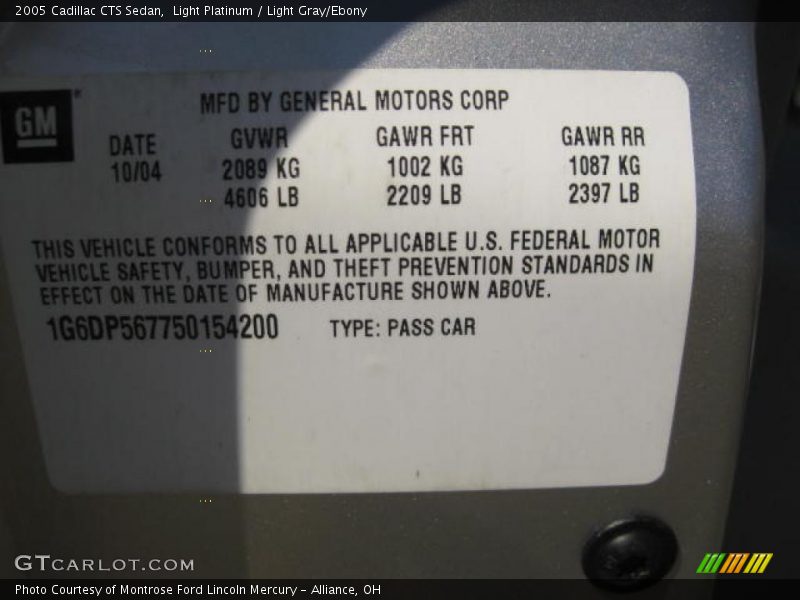 2005 Cadillac CTS Sedan, Light Platinum / Light Gray/Ebony
GM
MFD BY GENERAL MOTORS CORP
DATE GVWR GAWR FRT GAWR RR
10/04 2089 KG 1002 KG 1087 KG
4606 LB 2209 LB 2397 LB
THIS VEHICLE CONFORMS TO ALL APPLICABLE U.S. FEDERAL MOTOR
VEHICLE SAFETY, BUMPER, AND THEFT PREVENTION STANDARDS IN
EFFECT ON THE DATE OF MANUFACTURE SHOWN ABOVE.
1G6DP567750154200 TYPE: PASS CAR
GTCARLOT.COM
Photo Courtesy of Montrose Ford Lincoln Mercury - Alliance, OH